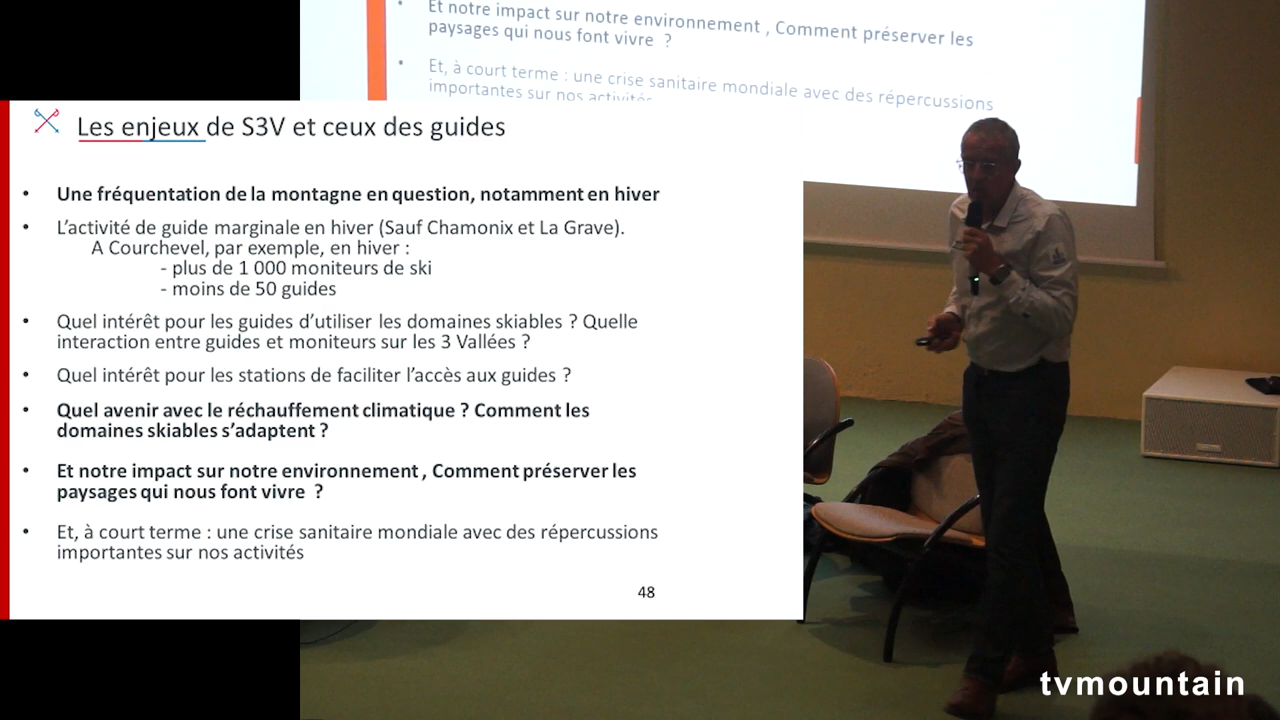 Et notre impact sur notre environnement , Comment préserver les
paysages qui nous font vivre ?
Et, à court terme : une crise sanitaire mondiale avec des répercussions
importantes sur nos activités
Les enjeux de S3V et ceux des guides
• Une fréquentation de la montagne en question, notamment en hiver
• L’activité de guide marginale en hiver (Sauf Chamonix et La Grave).
A Courchevel, par exemple, en hiver :
- plus de 1 000 moniteurs de ski
- moins de 50 guides
• Quel intérêt pour les guides d’utiliser les domaines skiables ? Quelle
interaction entre guides et moniteurs sur les 3 Vallées ?
• Quel intérêt pour les stations de faciliter l’accès aux guides ?
• Quel avenir avec le réchauffement climatique ? Comment les
domaines skiables s’adaptent ?
• Et notre impact sur notre environnement , Comment préserver les
paysages qui nous font vivre ?
• Et, à court terme : une crise sanitaire mondiale avec des répercussions
importantes sur nos activités
48
tvmountain